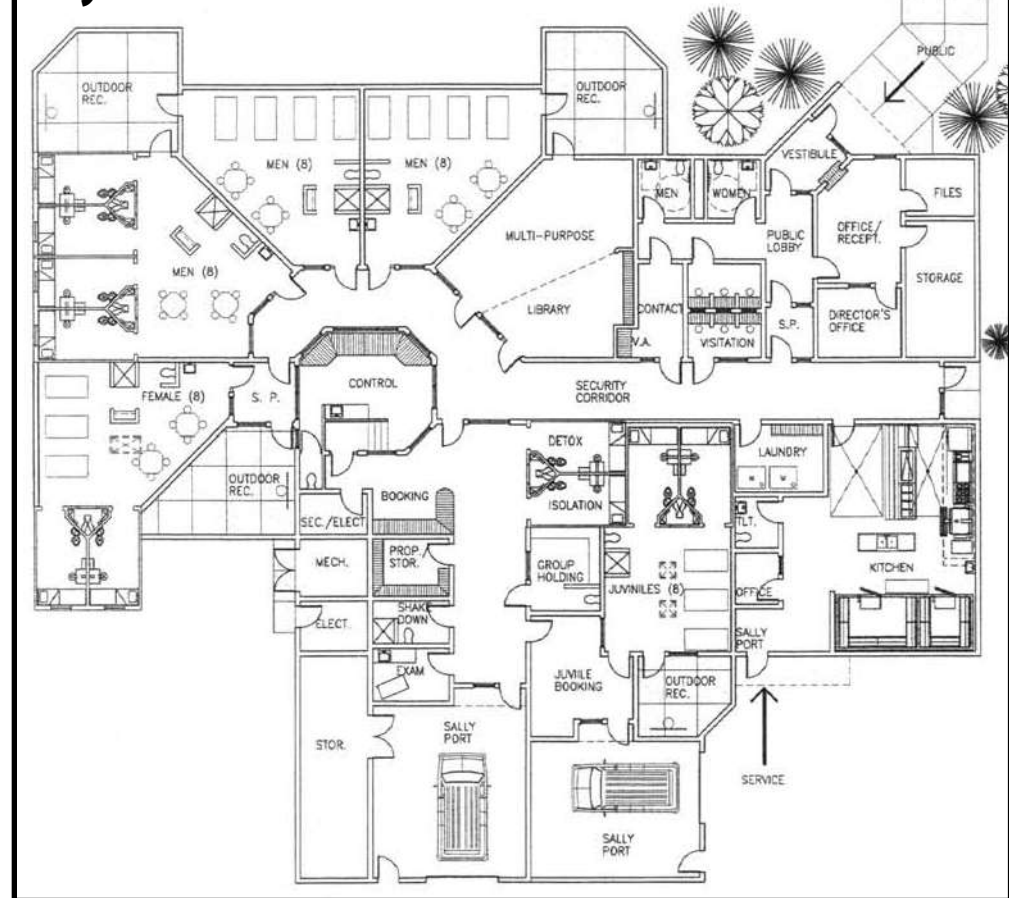 PUBLIC
OUTDOOR
REC.
OUTDOOR
REC.
MEN (8)
MEN (8)
VESTIBULE
MEN
WOMEN
FILES
MULTI-PURPOSE
PUBLIC
LOBBY
OFFICE/
RECEPT.
MEN (8)
STORAGE
LIBRARY
CONTACT
V.A.
VISITATION
S.P.
DIRECTOR'S
OFFICE
CONTROL
SECURITY
CORRIDOR
FEMALE (8)
S. P.
DETOX
LAUNDRY
OUTDOOR
REC.
BOOKING
ISOLATION
SEC./ELECT
TLT.
MECH.
PROP./
STOR.
GROUP
HOLDING
JUVINILES (8)
OFFICE
KITCHEN
ELECT.
SHAKE
DOWN
SALLY
PORT
EXAM
JUVILE
BOOKING
OUTDOOR
REC.
STOR.
SALLY
PORT
SERVICE
SALLY
PORT